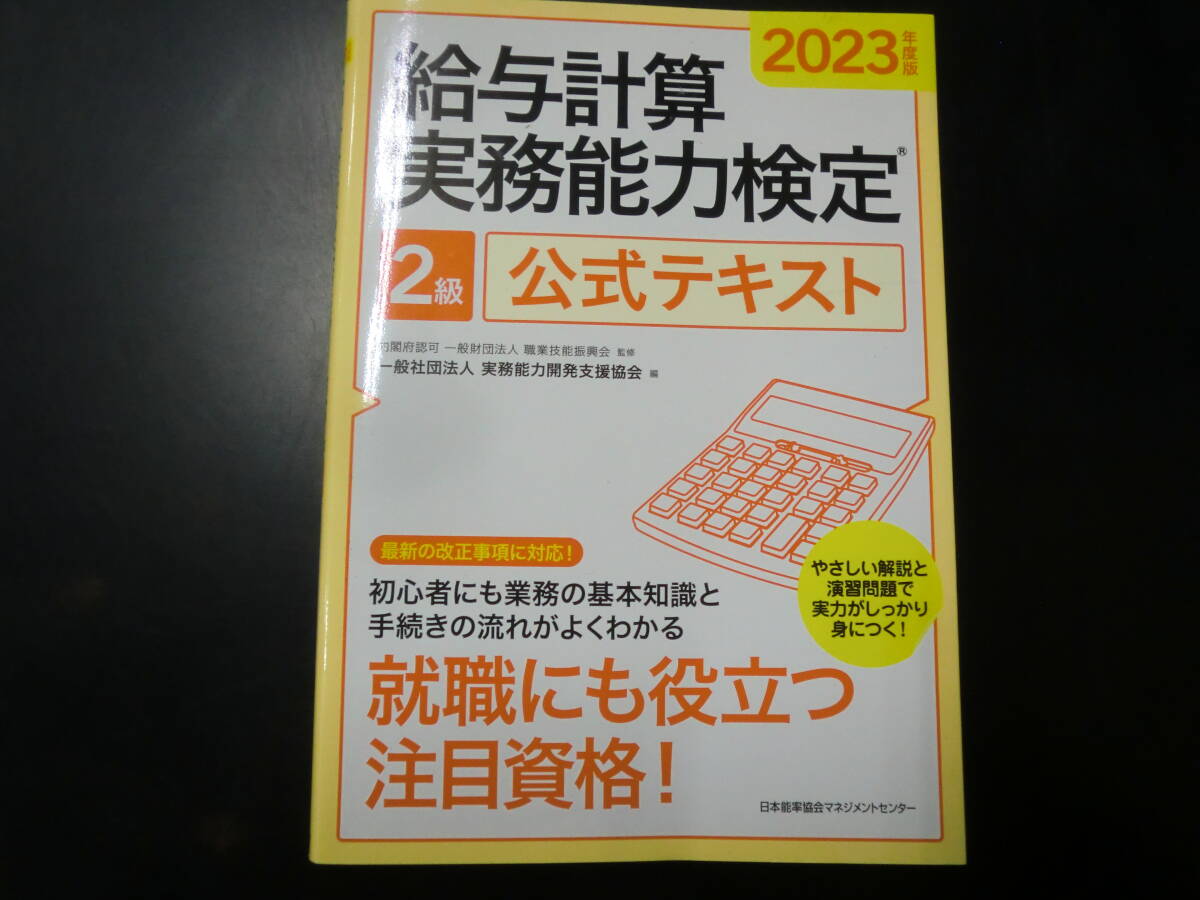 2023年度版
給与計算
実務能力検定®
2級
公式テキスト
内閣府認可 一般財団法人 職業技能振興会 監修
一般社団法人 実務能力開発支援協会 編
最新の改正事項に対応!
初心者にも業務の基本知識と
手続きの流れがよくわかる
やさしい解説と
演習問題で
実力がしっかり
身につく!
就職にも役立つ
注目資格!
日本能率協会マネジメントセンター